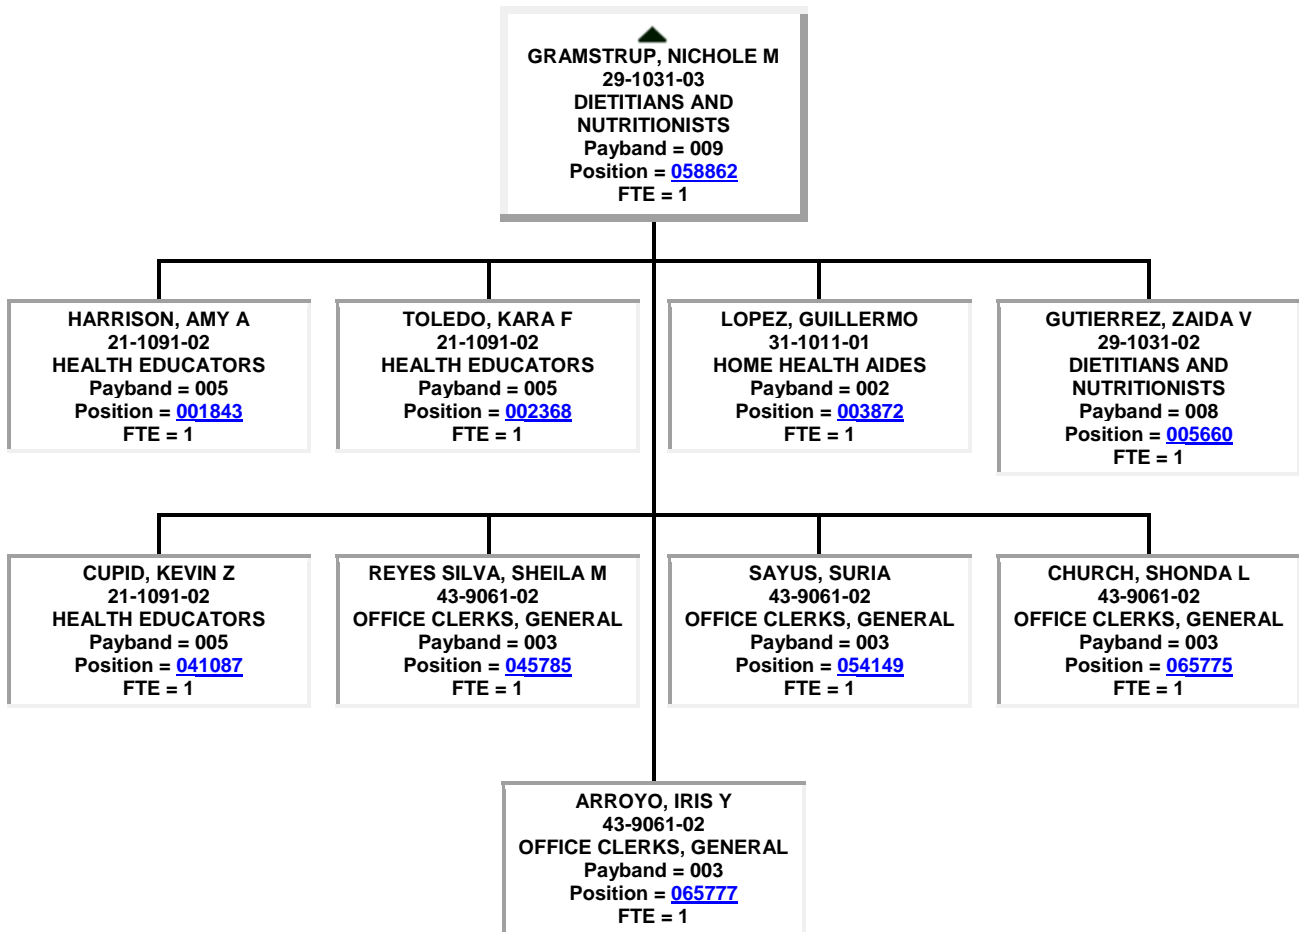 GRAMSTRUP, NICHOLE M
29-1031-03
DIETITIANS AND
NUTRITIONISTS
Payband = 009
Position = 058862
FTE = 1
HARRISON, AMY A
21-1091-02
HEALTH EDUCATORS
Payband = 005
Position = 001843
FTE = 1
TOLEDO, KARA F
21-1091-02
HEALTH EDUCATORS
Payband = 005
Position = 002368
FTE = 1
LOPEZ, GUILLERMO
31-1011-01
HOME HEALTH AIDES
Payband = 002
Position = 003872
FTE = 1
GUTIERREZ, ZAIDA V
29-1031-02
DIETITIANS AND
NUTRITIONISTS
Payband = 008
Position = 005660
FTE = 1
CUPID, KEVIN Z
21-1091-02
HEALTH EDUCATORS
Payband = 005
Position = 041087
FTE = 1
REYES SILVA, SHEILA M
43-9061-02
OFFICE CLERKS, GENERAL
Payband = 003
Position = 045785
FTE = 1
SAYUS, SURIA
43-9061-02
OFFICE CLERKS, GENERAL
Payband = 003
Position = 054149
FTE = 1
CHURCH, SHONDA L
43-9061-02
OFFICE CLERKS, GENERAL
Payband = 003
Position = 065775
FTE = 1
ARROYO, IRIS Y
43-9061-02
OFFICE CLERKS, GENERAL
Payband = 003
Position = 065777
FTE = 1